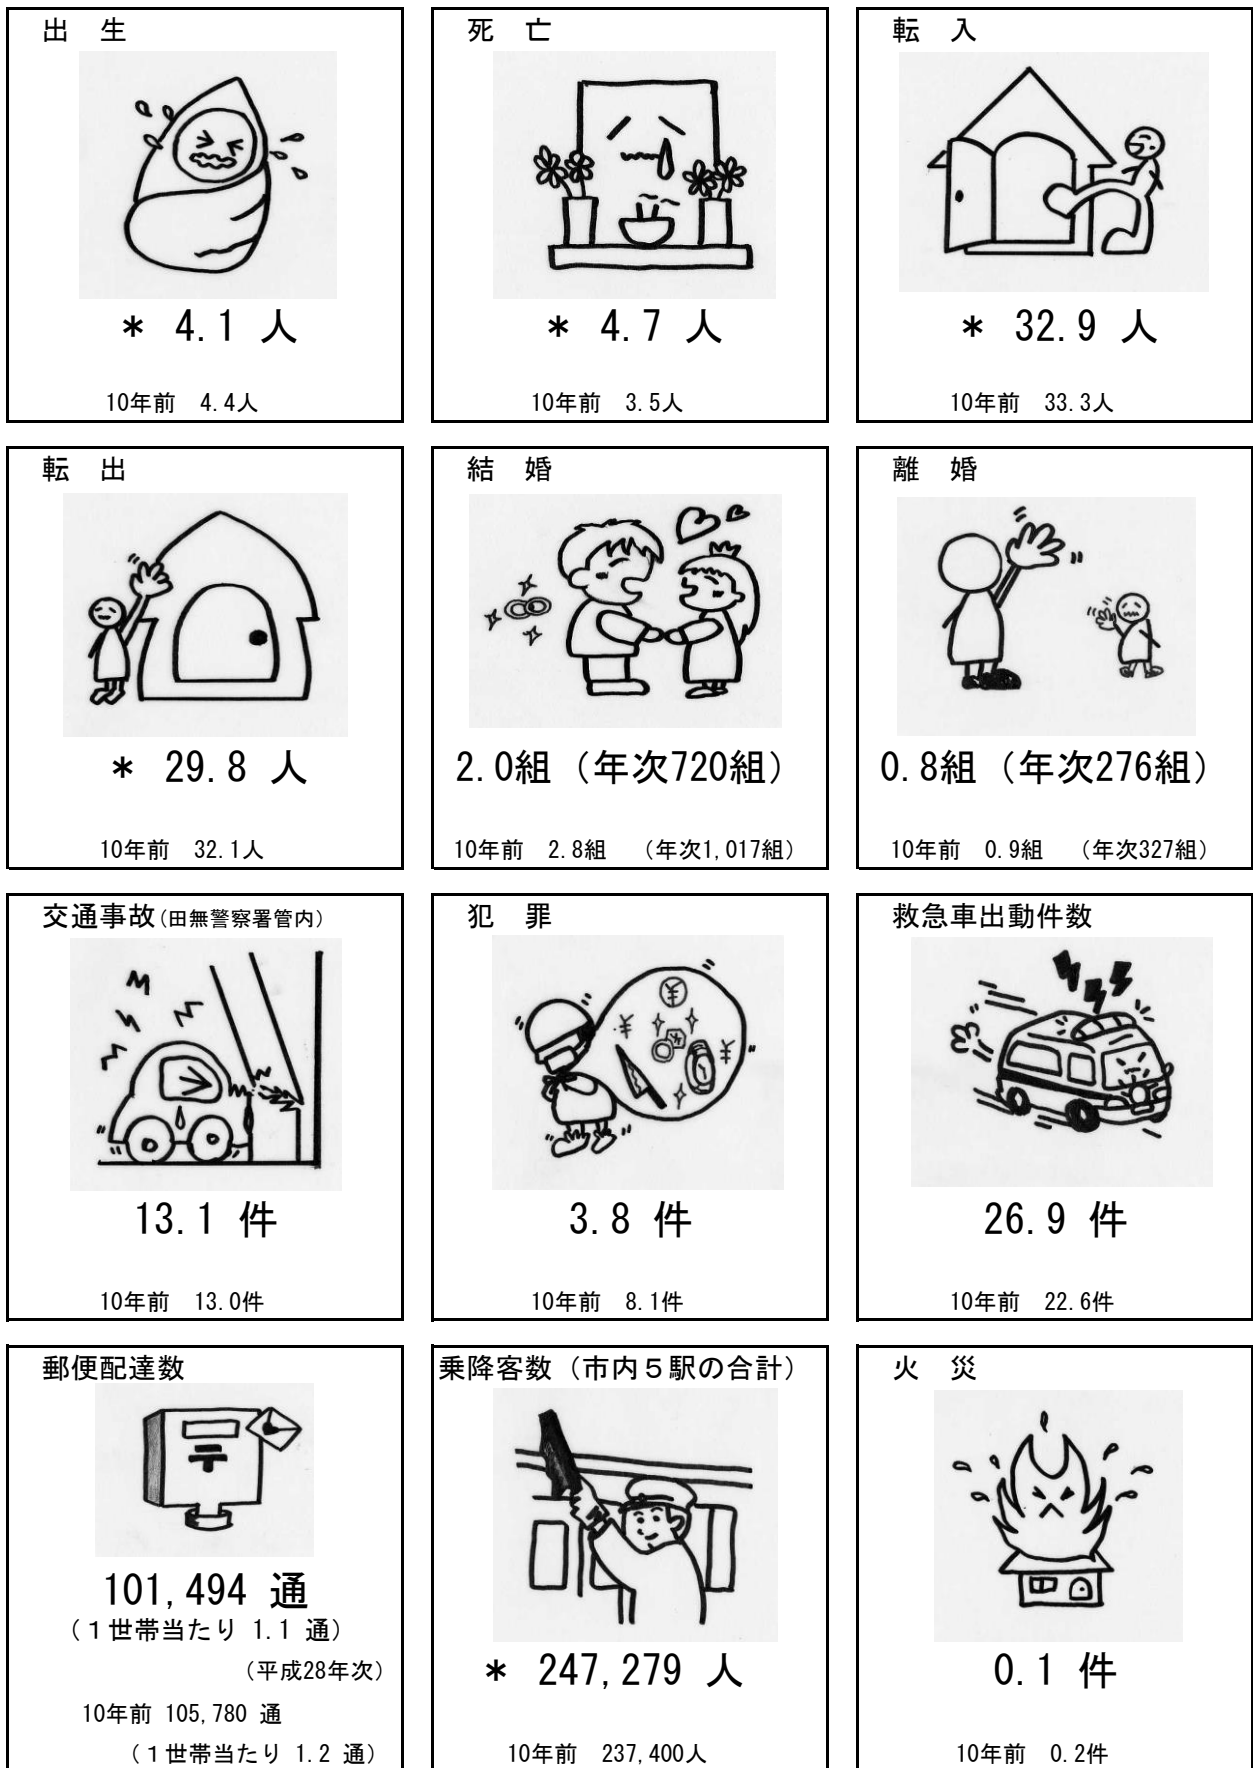 出　生
* 4.1 人
10年前　4.4人
死　亡
* 4.7 人
10年前　3.5人
転　入
* 32.9 人
10年前　33.3人
転　出
* 29.8 人
10年前　32.1人
結　婚
2.0組（年次720組）
10年前　2.8組　（年次1,017組）
離　婚
0.8組（年次276組）
10年前　0.9組　（年次327組）
交通事故(田無警察署管内)
13.1 件
10年前　13.0件
犯　罪
¥
¥
¥
3.8 件
10年前　8.1件
救急車出動件数
26.9 件
10年前　22.6件
郵便配達数
〒
101,494 通
（１世帯当たり 1.1 通）
（平成28年次）
10年前 105,780 通
（１世帯当たり 1.2 通）
乗降客数（市内５駅の合計）
* 247,279 人
10年前　237,400人
火　災
0.1 件
10年前　0.2件